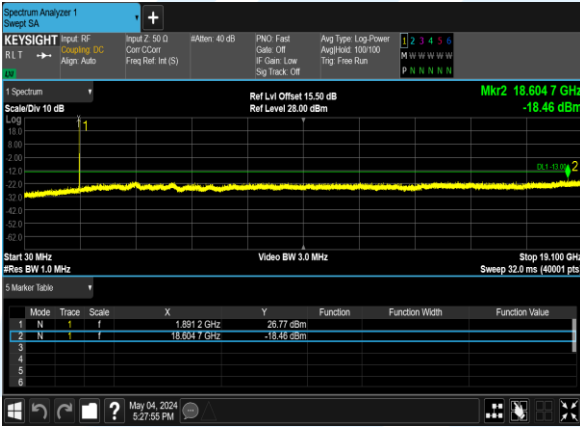 Spectrum Analyzer 1
Swept SA
+
KEYSIGHT Input: RF Input Z: 50 Ω #Atten: 40 dB PNO: Fast Avg Type: Log-Power 1 2 3 4 5 6
RLT Coupling: DC Corr CCorr Gate: Off Avg|Hold: 100/100 M W W W W W
Align: Auto Freq Ref: Int (S) IF Gain: Low Trig: Free Run
Sig Track: Off P N N N N N
1 Spectrum Ref Lvl Offset 15.50 dB Mkr2 18.604 7 GHz
Scale/Div 10 dB Ref Level 28.00 dBm -18.46 dBm
Log
18.0
8.00
-2.00
-12.0
-22.0
-32.0
-42.0
-52.0
-62.0
1
DL1 -13.00
2
Start 30 MHz Video BW 3.0 MHz Stop 19.100 GHz
#Res BW 1.0 MHz Sweep 32.0 ms (40001 pts
5 Marker Table
Mode Trace Scale X Y Function Function Width Function Value
1 N 1 f 1.891 2 GHz 26.77 dBm
2 N 1 f 18.604 7 GHz -18.46 dBm
3
4
5
6
? May 04, 2024
5:27:55 PM